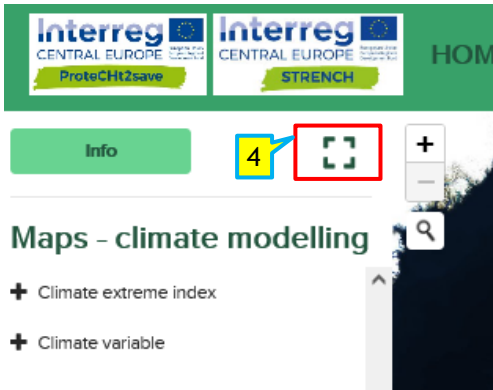 Interreg
CENTRAL EUROPE
ProteCHt2save
Interreg
CENTRAL EUROPE
STRENCH
HOM
Info
4
+
−
Maps - climate modelling
+ Climate extreme index
+ Climate variable